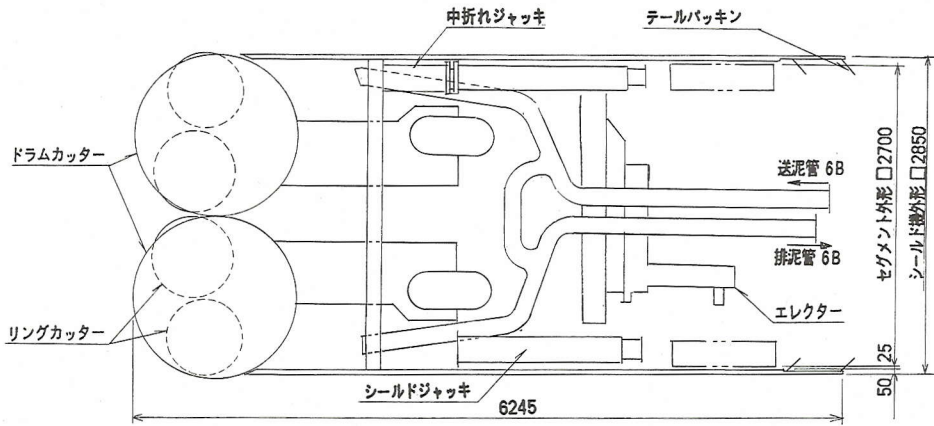 中折れジャッキ
テールパッキン
ドラムカッター
送泥管 6B
排泥管 6B
セグメント外形 □2700
シールド機外形 □2850
リングカッター
エレクター
シールドジャッキ
25
50
6245